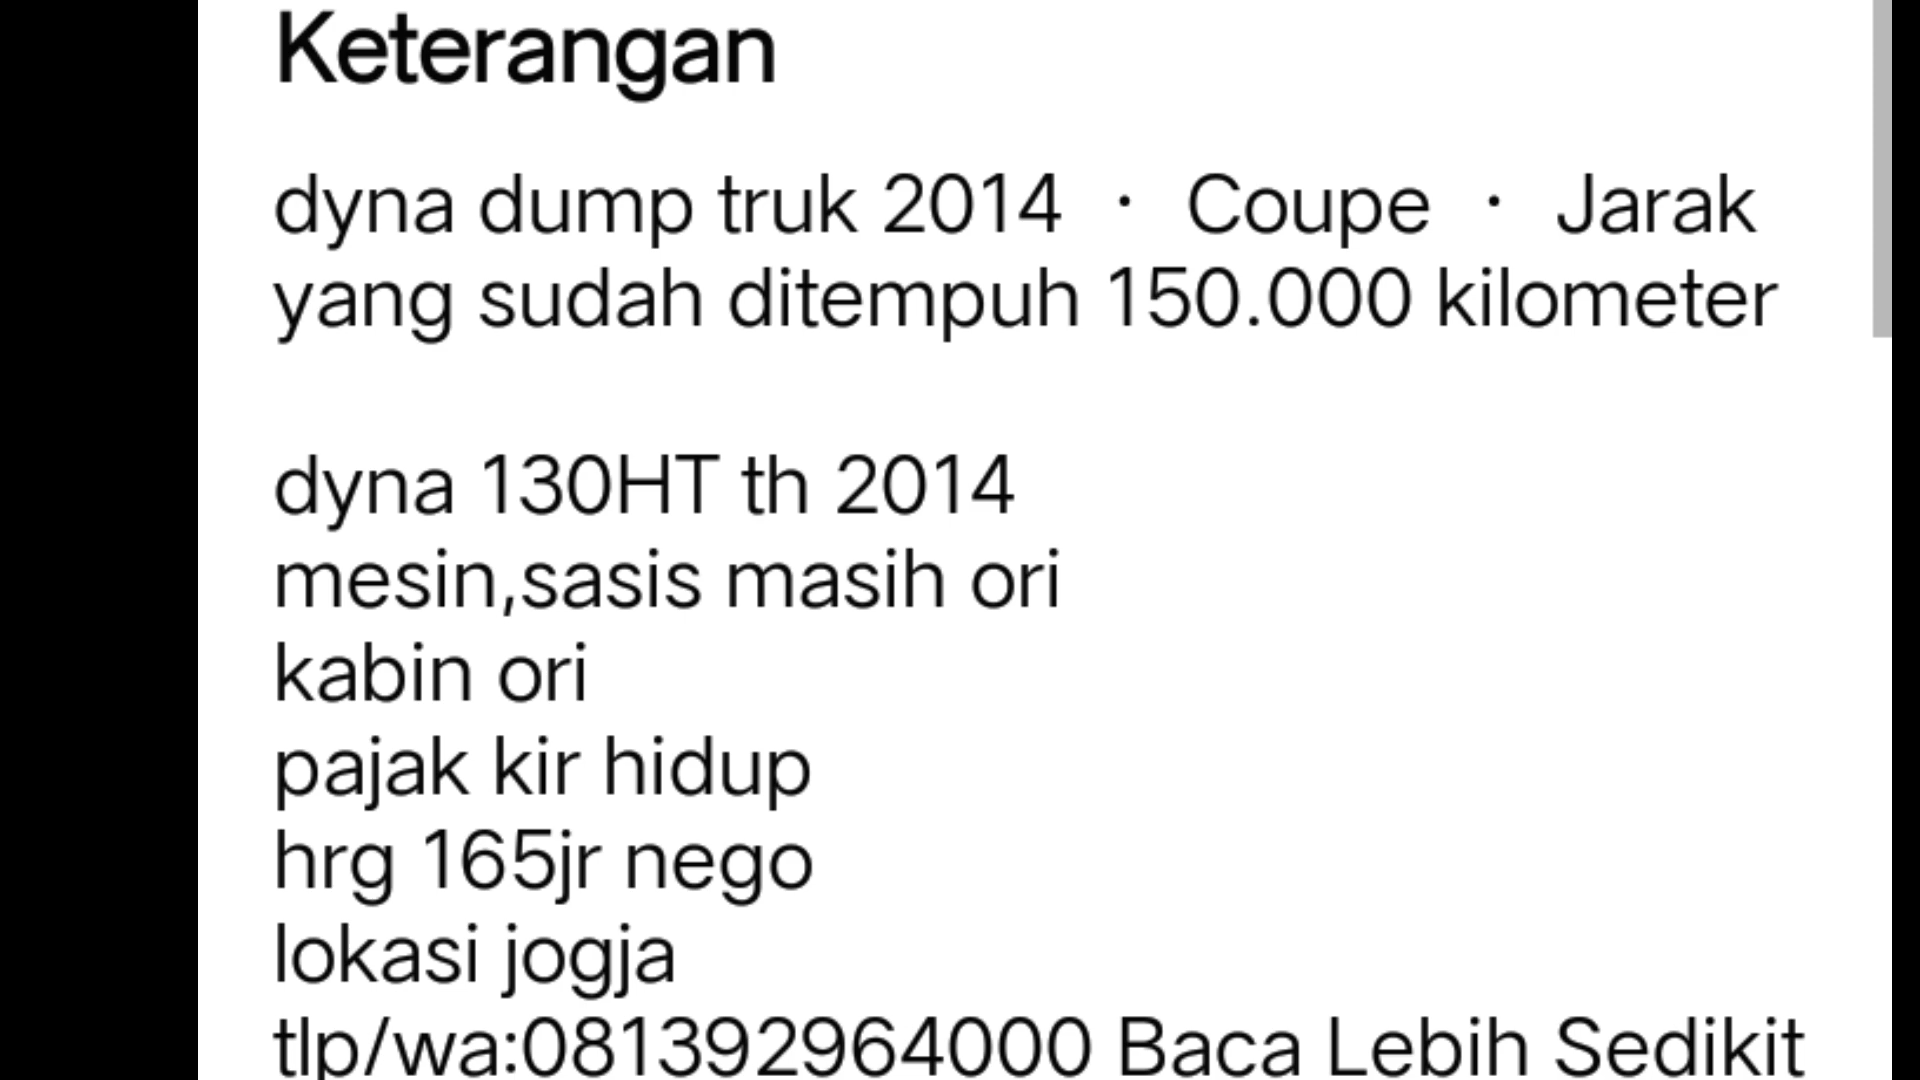 Keterangan
dyna dump truk 2014 · Coupe · Jarak
yang sudah ditempuh 150.000 kilometer
dyna 130HT th 2014
mesin,sasis masih ori
kabin ori
pajak kir hidup
hrg 165jr nego
lokasi jogja
tlp/wa:081392964000 Baca Lebih Sedikit